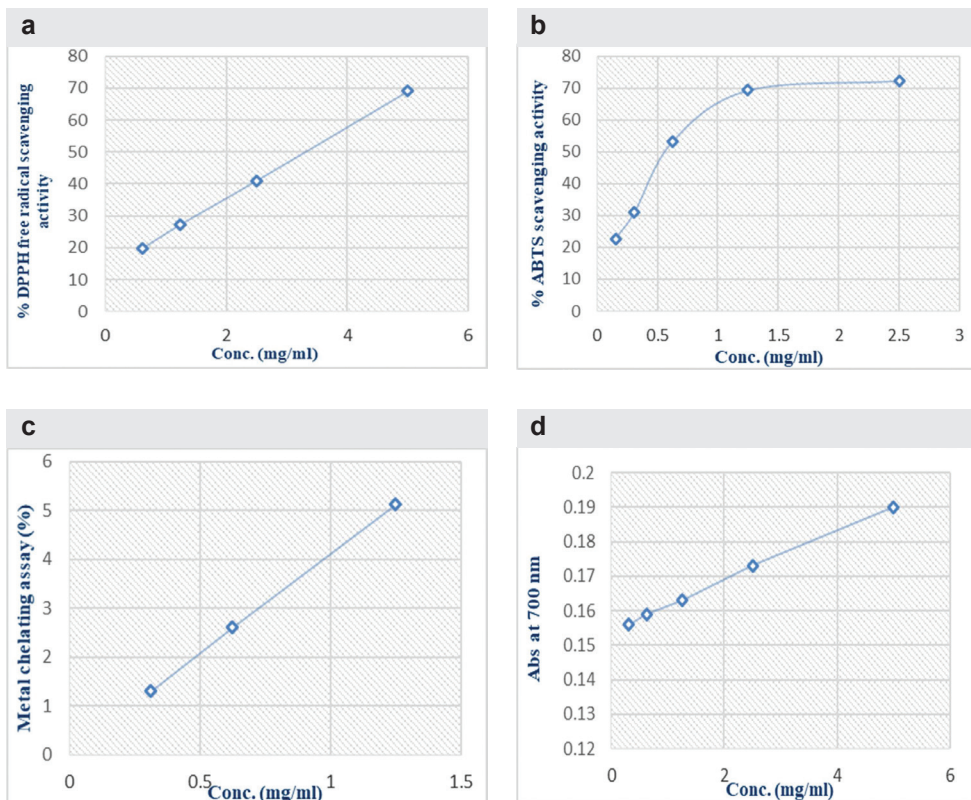 a
% DPPH free radical scavenging
activity
80
70
60
50
40
30
20
10
0
0 2 4 6
Conc. (mg/ml)
b
% ABTS scavenging activity
80
70
60
50
40
30
20
10
0
0 0.5 1 1.5 2 2.5 3
Conc. (mg/ml)
c
Metal chelating assay (%)
6
5
4
3
2
1
0
0 0.5 1 1.5
Conc. (mg/ml)
d
Abs at 700 nm
0.2
0.19
0.18
0.17
0.16
0.15
0.14
0.13
0.12
0 2 4 6
Conc. (mg/ml)